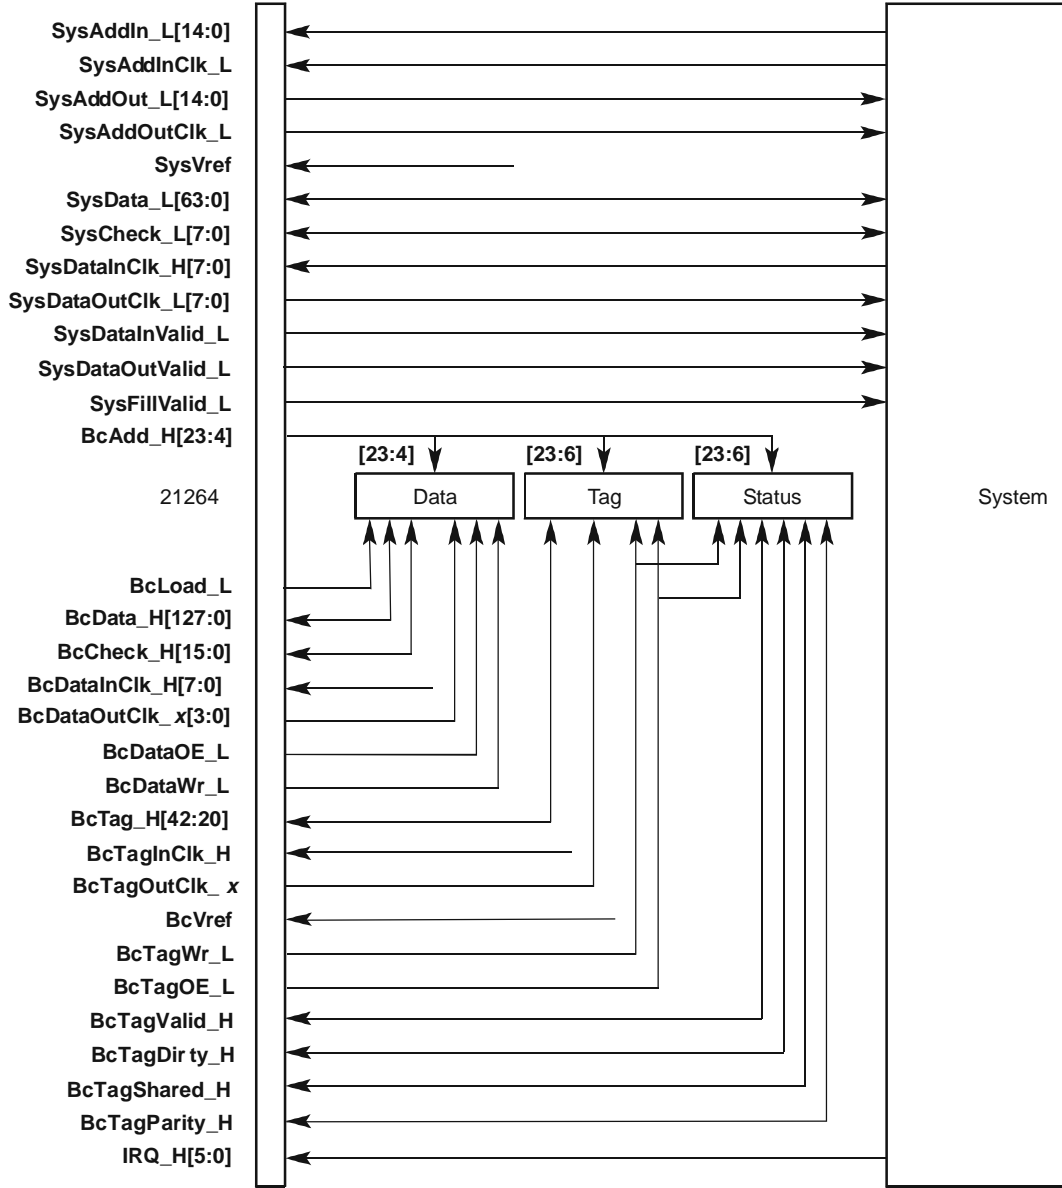 SysAddIn_L[14:0]
SysAddInClk_L
SysAddOut_L[14:0]
SysAddOutClk_L
SysVref
SysData_L[63:0]
SysCheck_L[7:0]
SysDataInClk_H[7:0]
SysDataOutClk_L[7:0]
SysDataInValid_L
SysDataOutValid_L
SysFillValid_L
BcAdd_H[23:4]
[23:4] [23:6] [23:6]
21264 Data Tag Status System
BcLoad_L
BcData_H[127:0]
BcCheck_H[15:0]
BcDataInClk_H[7:0]
BcDataOutClk_x[3:0]
BcDataOE_L
BcDataWr_L
BcTag_H[42:20]
BcTagInClk_H
BcTagOutClk_x
BcVref
BcTagWr_L
BcTagOE_L
BcTagValid_H
BcTagDirty_H
BcTagShared_H
BcTagParity_H
IRQ_H[5:0]